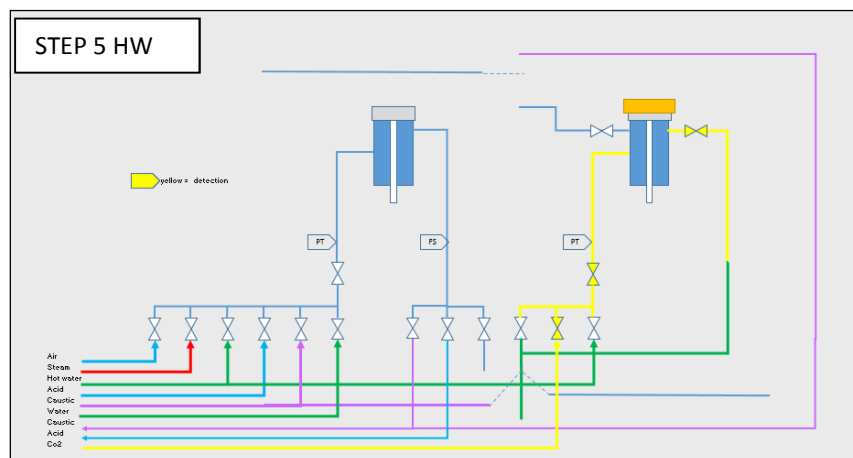 STEP 5 HW
yellow = detection
PT
FS
PT
Air
Steam
Hot water
Acid
Caustic
Water
Caustic
Acid
Co2